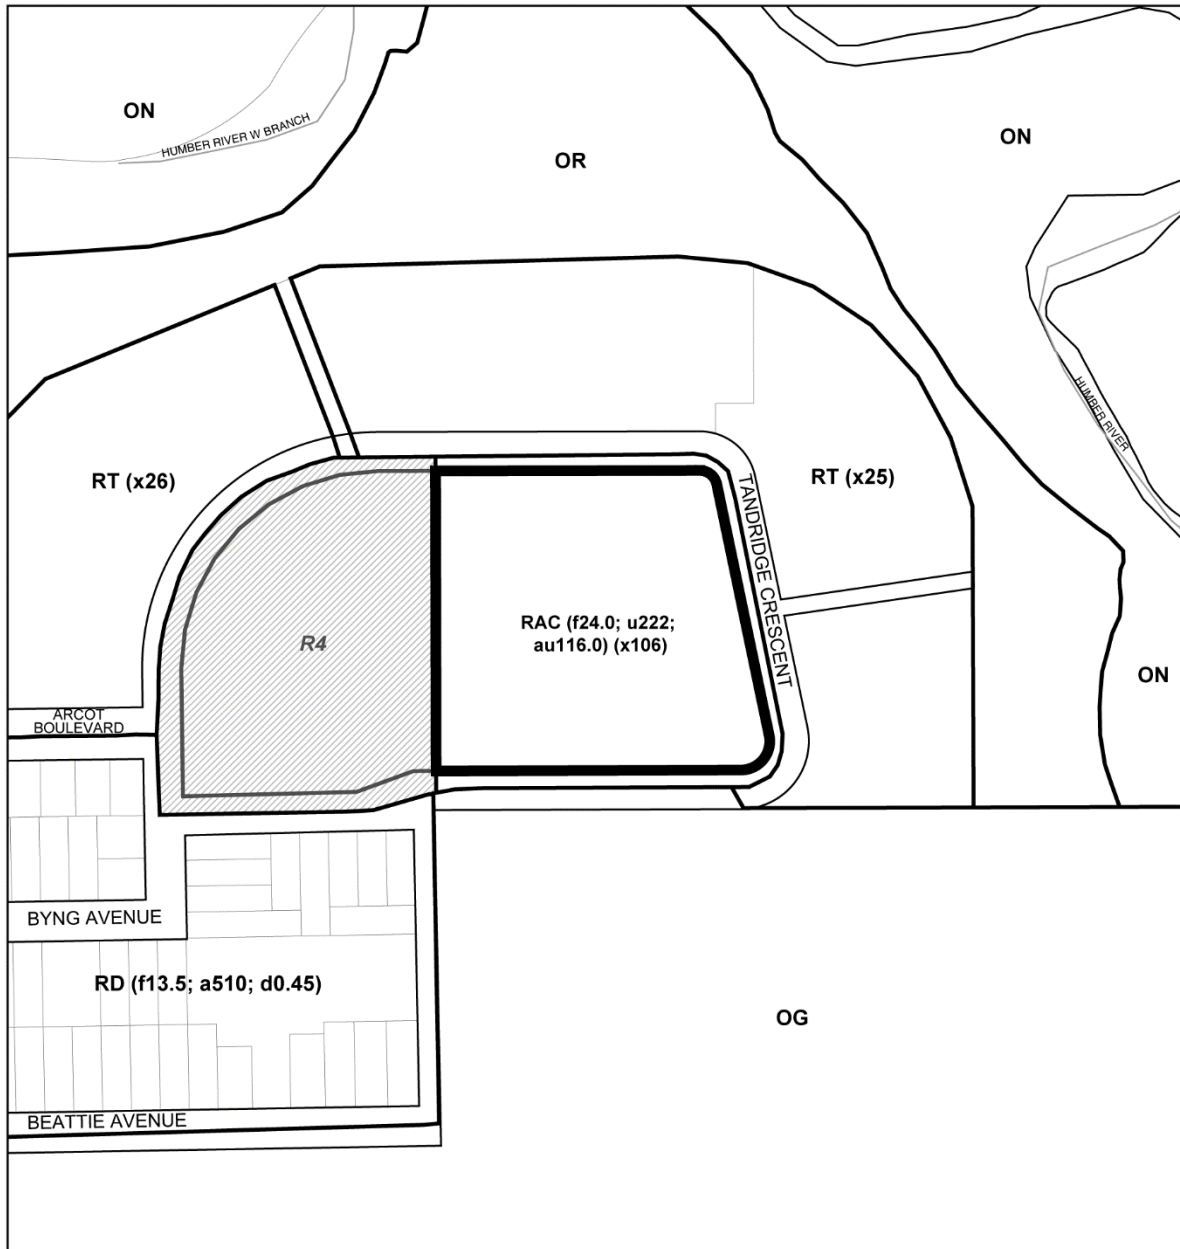 ON
HUMBER RIVER W BRANCH
ON
OR
HUMBER RIVER
RT (x26)
RT (x25)
TANDRIDGE CRESCENT
R4
RAC (f24.0; u222;
au116.0) (x106)
ON
ARCOT
BOULEVARD
BYNG AVENUE
RD (f13.5; a510; d0.45)
OG
BEATTIE AVENUE